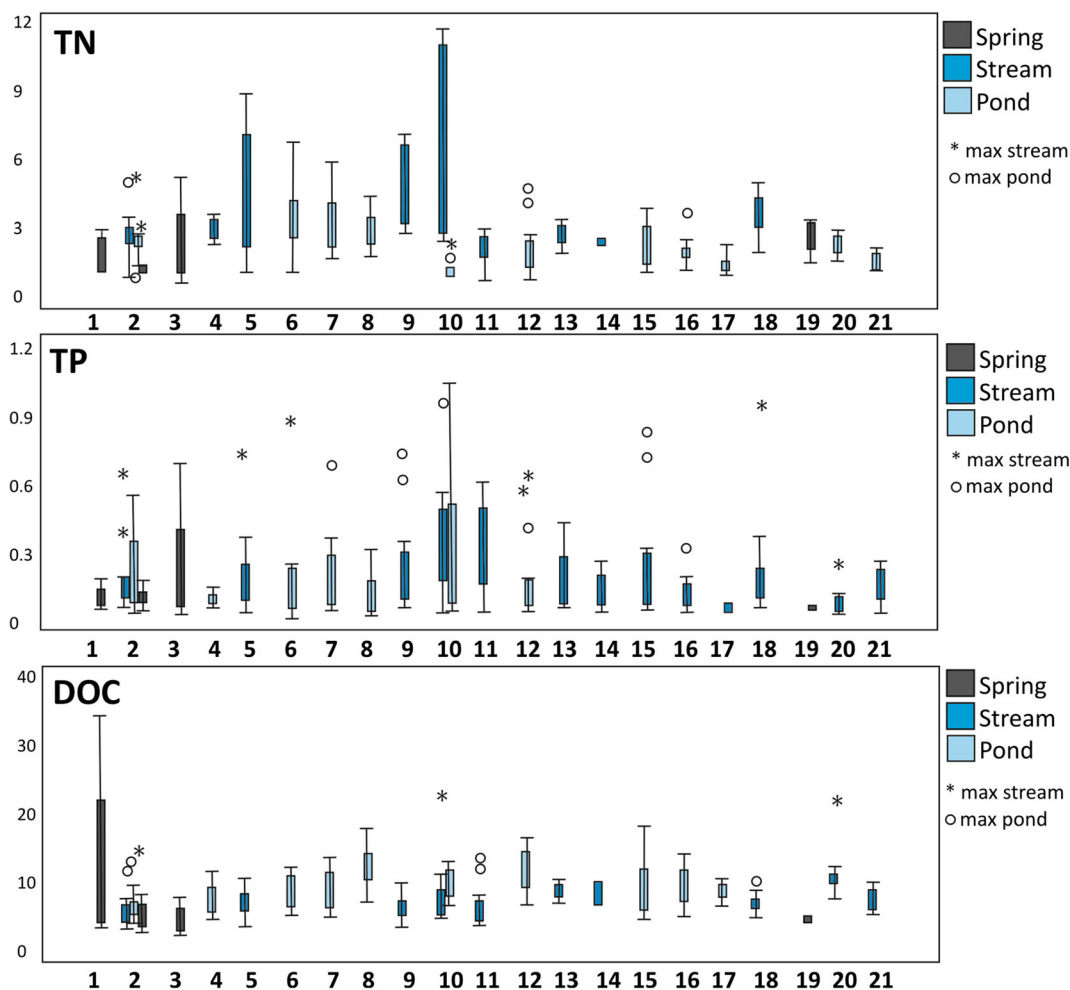 TN
12
9
6
3
0
1 2 3 4 5 6 7 8 9 10 11 12 13 14 15 16 17 18 19 20 21
Spring
Stream
Pond
* max stream
○ max pond
TP
1.2
0.9
0.6
0.3
0
1 2 3 4 5 6 7 8 9 10 11 12 13 14 15 16 17 18 19 20 21
Spring
Stream
Pond
* max stream
○ max pond
DOC
40
30
20
10
0
1 2 3 4 5 6 7 8 9 10 11 12 13 14 15 16 17 18 19 20 21
Spring
Stream
Pond
* max stream
○ max pond